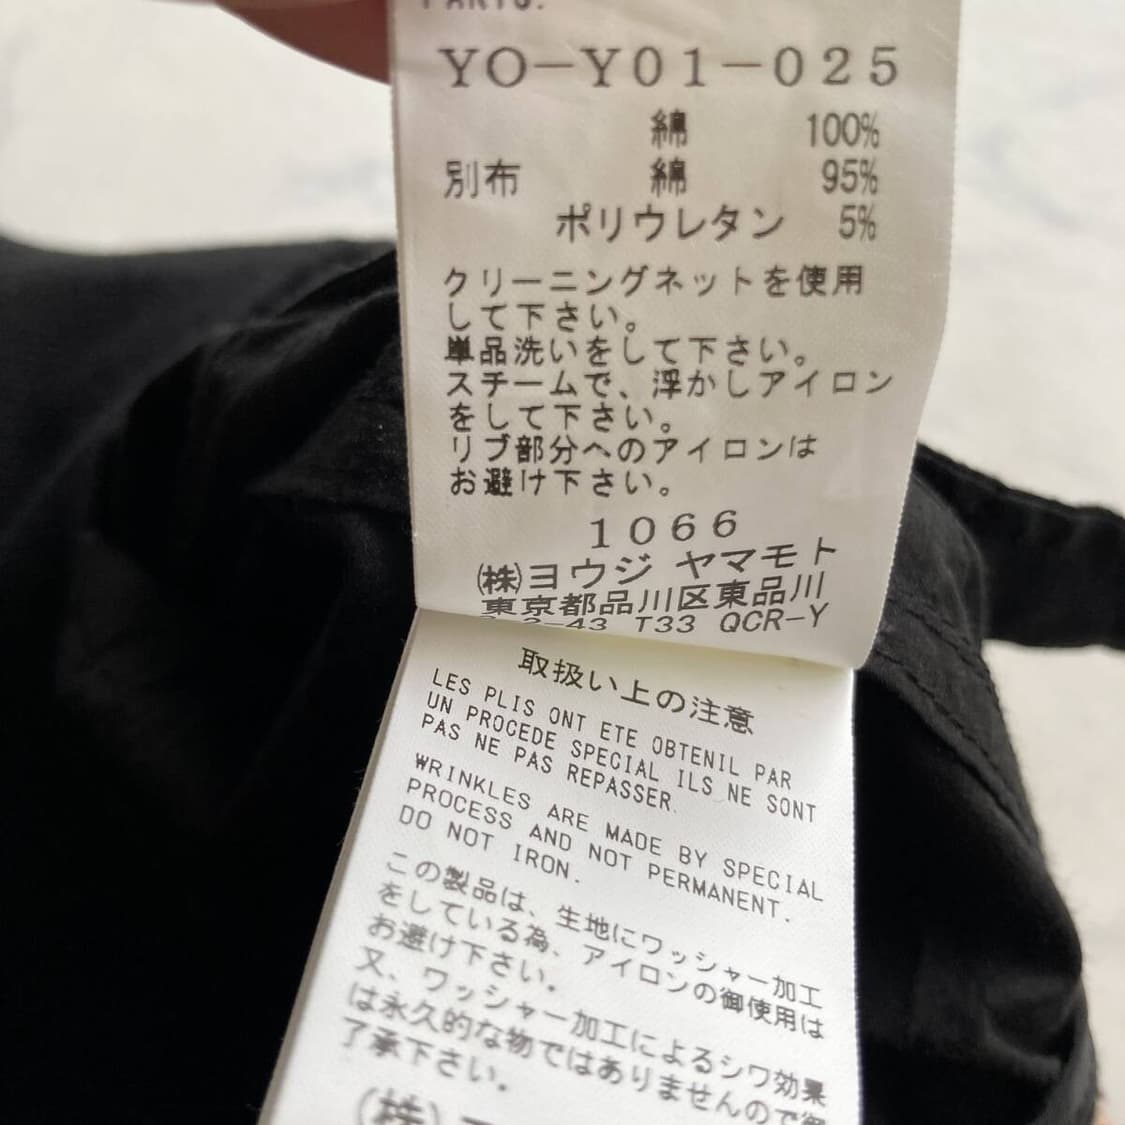 PARTS.
YO-Y01-025
綿 100%
別布 綿 95%
ポリウレタン 5%
クリーニングネットを使用
して下さい。
単品洗いをして下さい。
スチームで、浮かしアイロン
をして下さい。
リブ部分へのアイロンは
お避け下さい。
1066
(株)ヨウジ ヤマモト
東京都品川区東品川
2-2-43 T33 QCR-Y
取扱い上の注意
LES PLIS ONT ETE OBTENIL PAR
UN PROCEDE SPECIAL ILS NE SONT
PAS NE PAS REPASSER.
WRINKLES ARE MADE BY SPECIAL
PROCESS AND NOT PERMANENT.
DO NOT IRON.
この製品は、生地にワッシャー加工
をしている為、アイロンの御使用は
お避け下さい。
又、ワッシャー加工によるシワ効果
は永久的な物ではありませんので御
了承下さい。
(株)